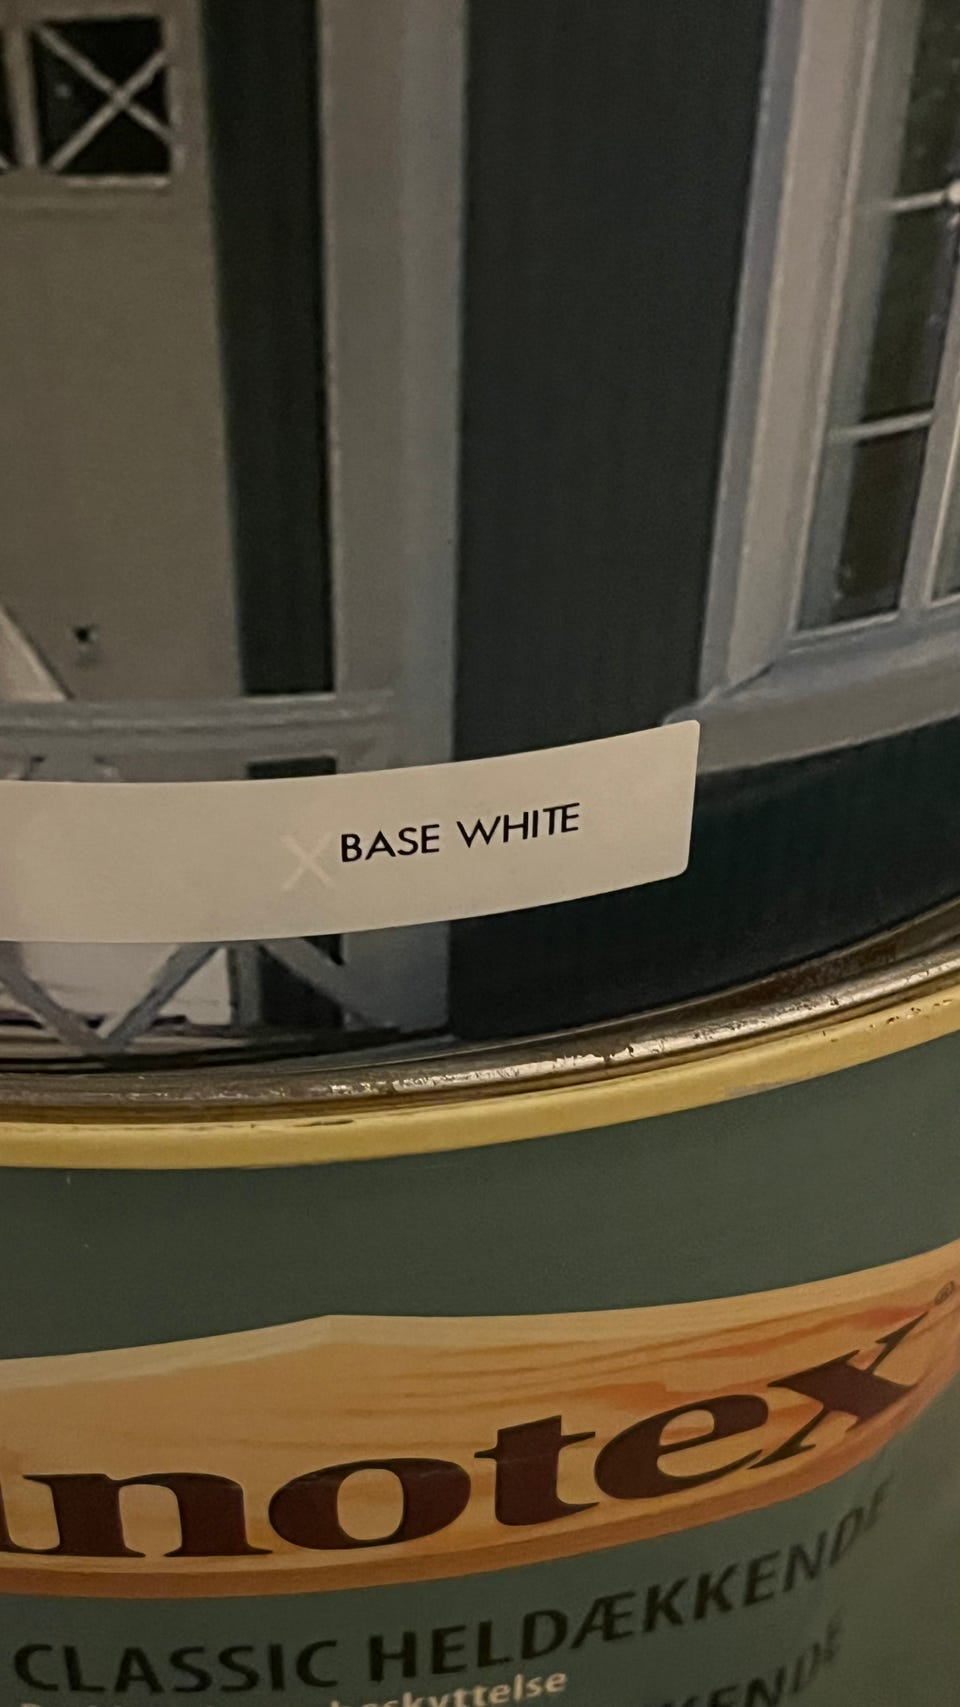 X BASE WHITE
notex®
CLASSIC HELDÆKKENDE
beskyttelse